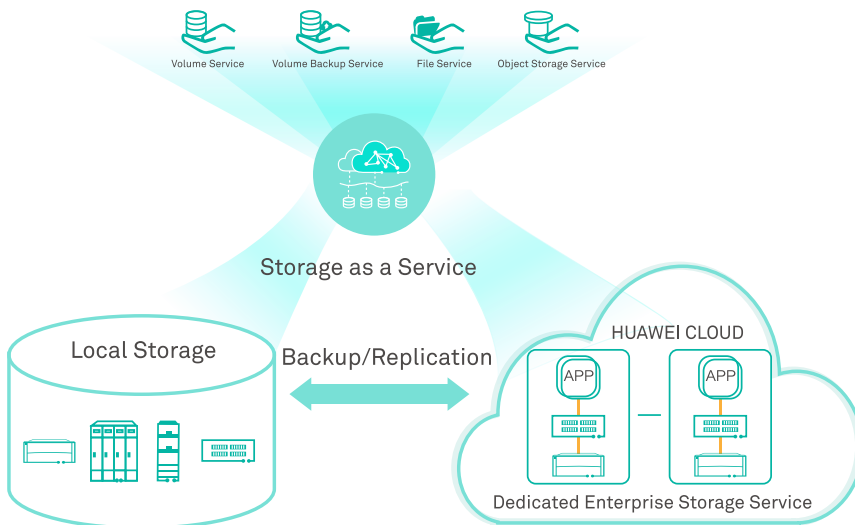 Volume Service
Volume Backup Service
File Service
Object Storage Service
Storage as a Service
Local Storage
Backup/Replication
HUAWEI CLOUD
APP
APP
Dedicated Enterprise Storage Service